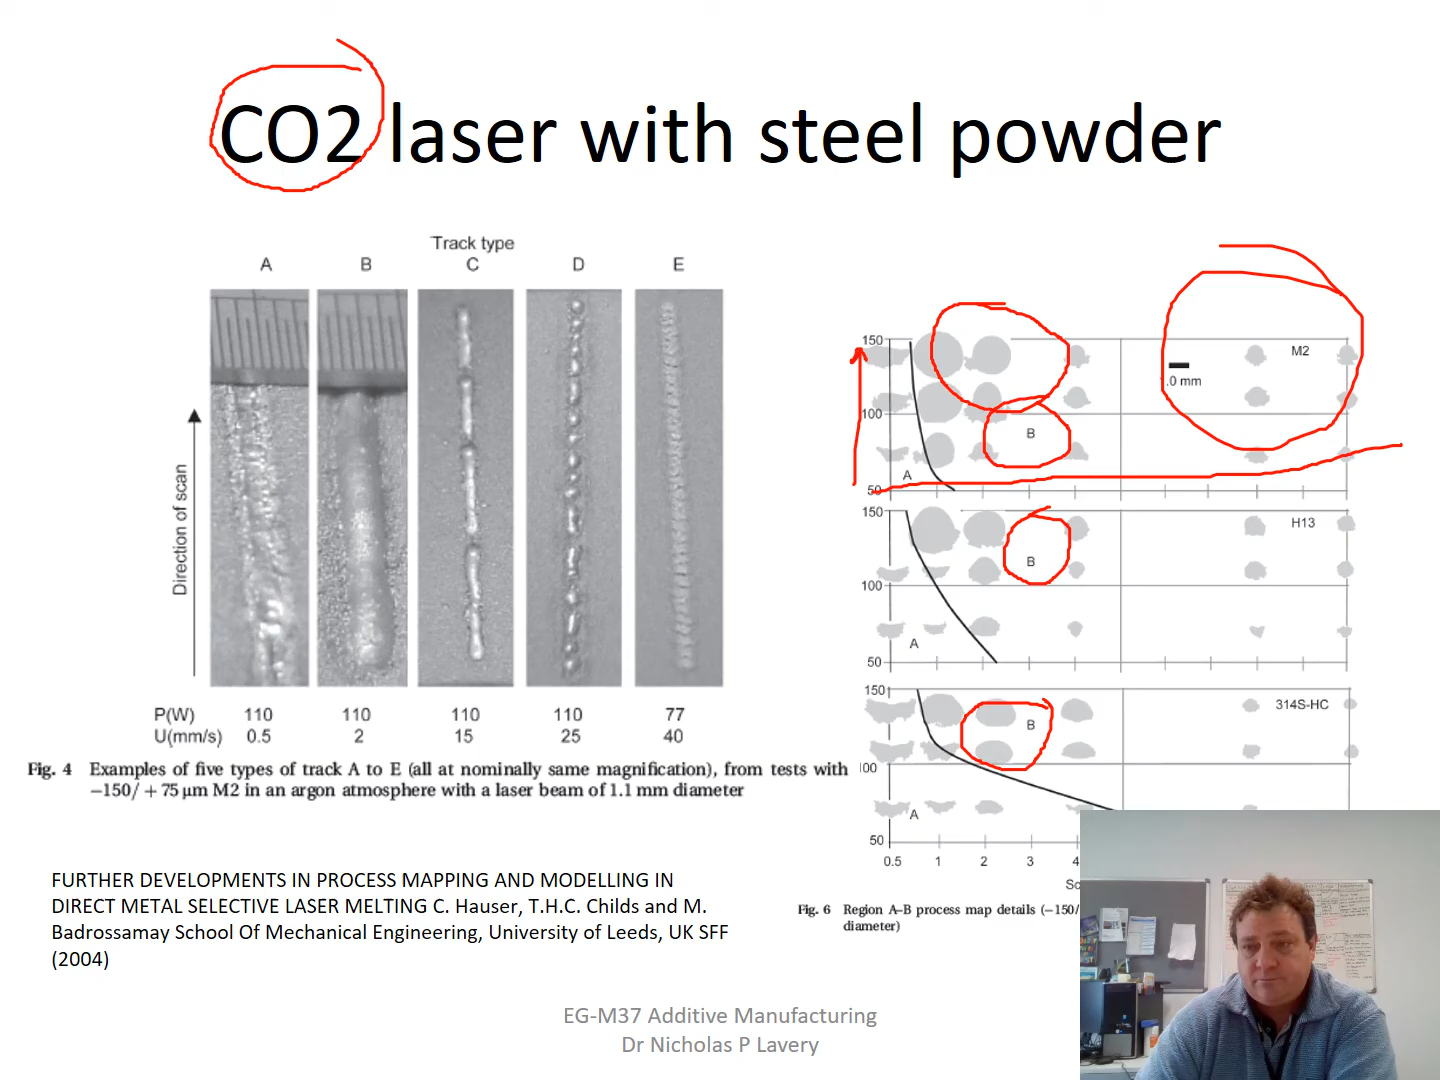 CO2 laser with steel powder
Track type
A B C D E
Direction of scan
P(W) 110 110 110 110 77
U(mm/s) 0.5 2 15 25 40
Fig. 4 Examples of five types of track A to E (all at nominally same magnification), from tests with
−150/ + 75 μm M2 in an argon atmosphere with a laser beam of 1.1 mm diameter
FURTHER DEVELOPMENTS IN PROCESS MAPPING AND MODELLING IN
DIRECT METAL SELECTIVE LASER MELTING C. Hauser, T.H.C. Childs and M.
Badrossamay School Of Mechanical Engineering, University of Leeds, UK SFF
(2004)
150
M2
.0 mm
100
B
A
50
150
H13
B
100
A
50
150
314S-HC
B
100
A
50
0.5 1 2 3 4
Sc
Fig. 6 Region A–B process map details (−150/
diameter)
EG-M37 Additive Manufacturing
Dr Nicholas P Lavery